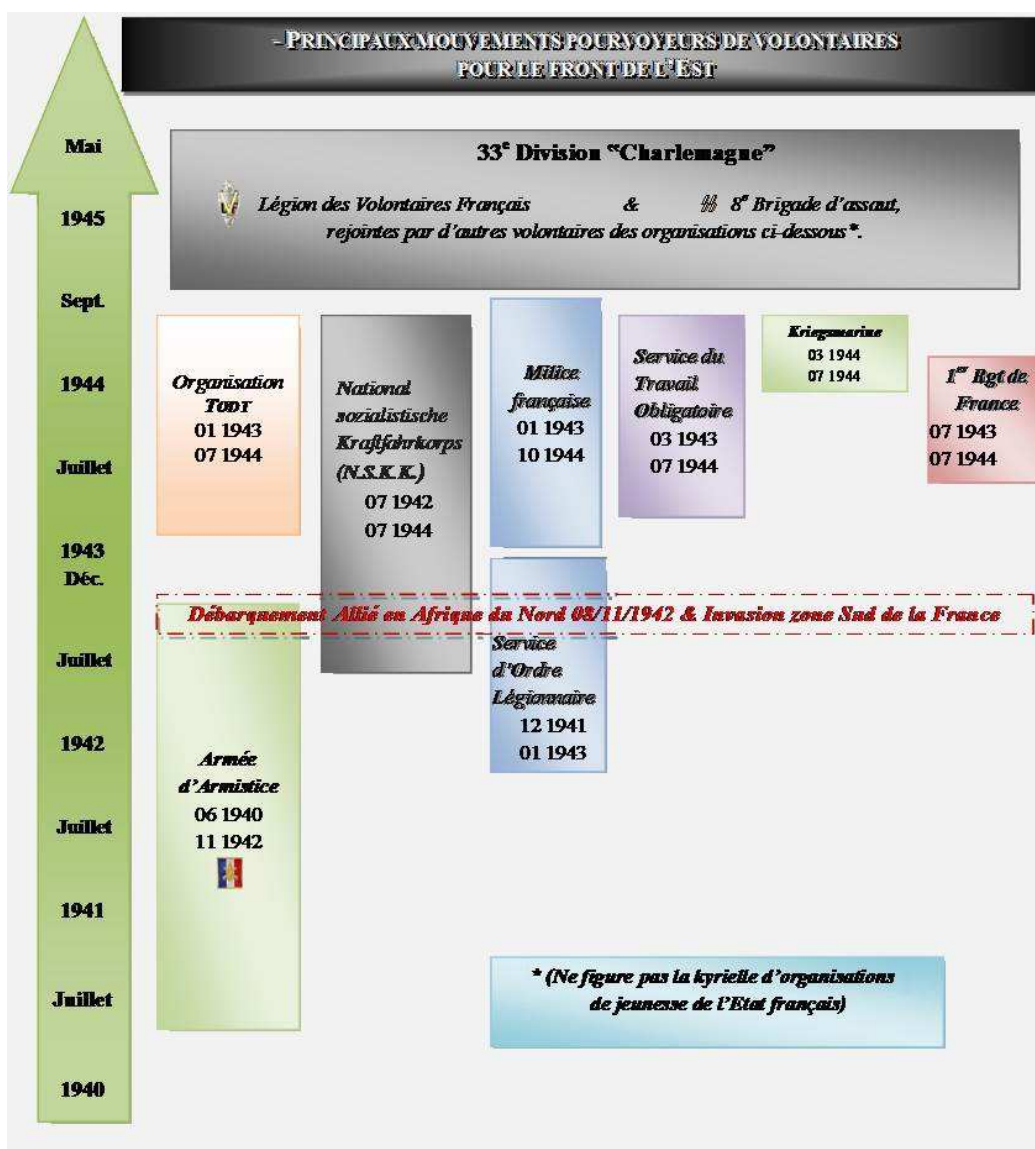 - PRINCIPAUX MOUVEMENTS POURVOYEURS DE VOLONTAIRES
POUR LE FRONT DE L'EST
Mai
1945
Sept.
1944
Juillet
1943
Déc.
Juillet
1942
Juillet
1941
Juillet
1940
33e Division "Charlemagne"
Légion des Volontaires Français & 8e Brigade d'assaut,
rejointes par d'autres volontaires des organisations ci-dessous*.
Organisation
TODT
01 1943
07 1944
National
sozialistische
Kraftfahrkorps
(N.S.K.K.)
07 1942
07 1944
Milice
française
01 1943
10 1944
Service du
Travail
Obligatoire
03 1943
07 1944
Kriegsmarine
03 1944
07 1944
1er Rgt de
France
07 1943
07 1944
Débarquement Allié en Afrique du Nord 08/11/1942 & Invasion zone Sud de la France
Service
d'Ordre
Légionnaire
12 1941
01 1943
Armée
d'Armistice
06 1940
11 1942
* (Ne figure pas la kyrielle d'organisations
de jeunesse de l'Etat français)